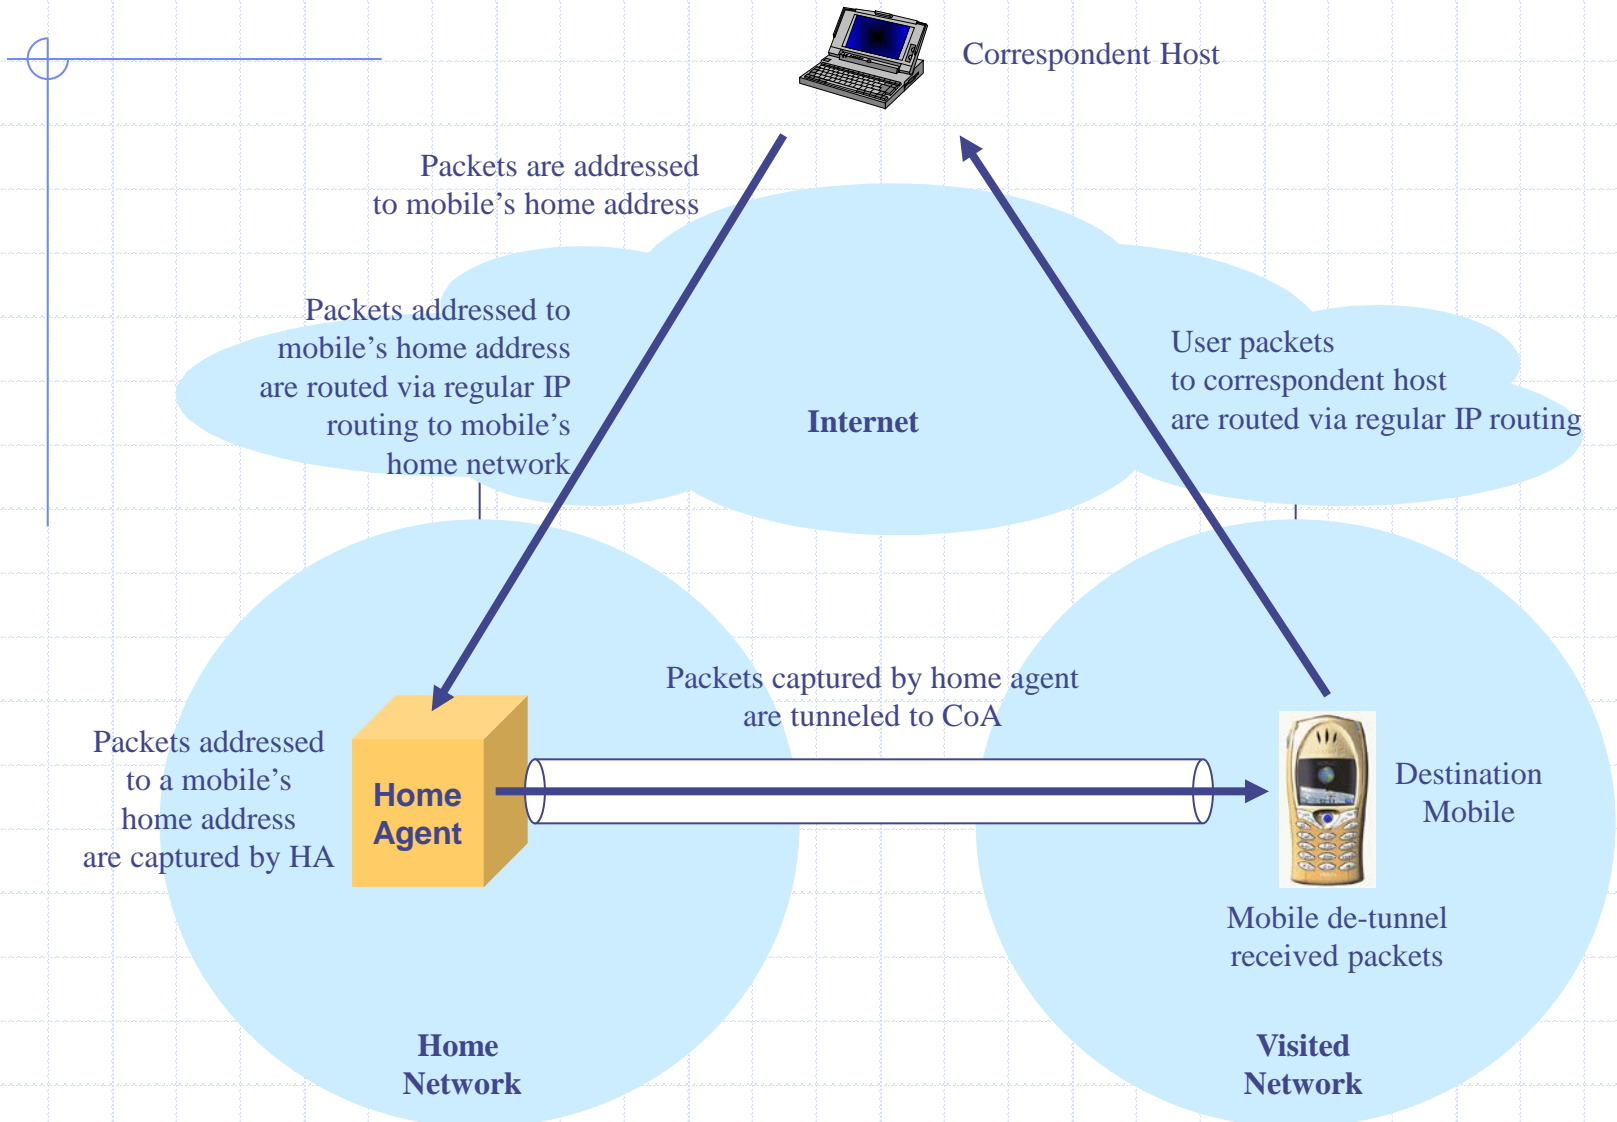 Correspondent Host
Packets are addressed
to mobile's home address
Packets addressed to
mobile's home address
are routed via regular IP
routing to mobile's
home network
Internet
User packets
to correspondent host
are routed via regular IP routing
Packets captured by home agent
are tunneled to CoA
Packets addressed
to a mobile's
home address
are captured by HA
Home
Agent
Destination
Mobile
Mobile de-tunnel
received packets
Home
Network
Visited
Network